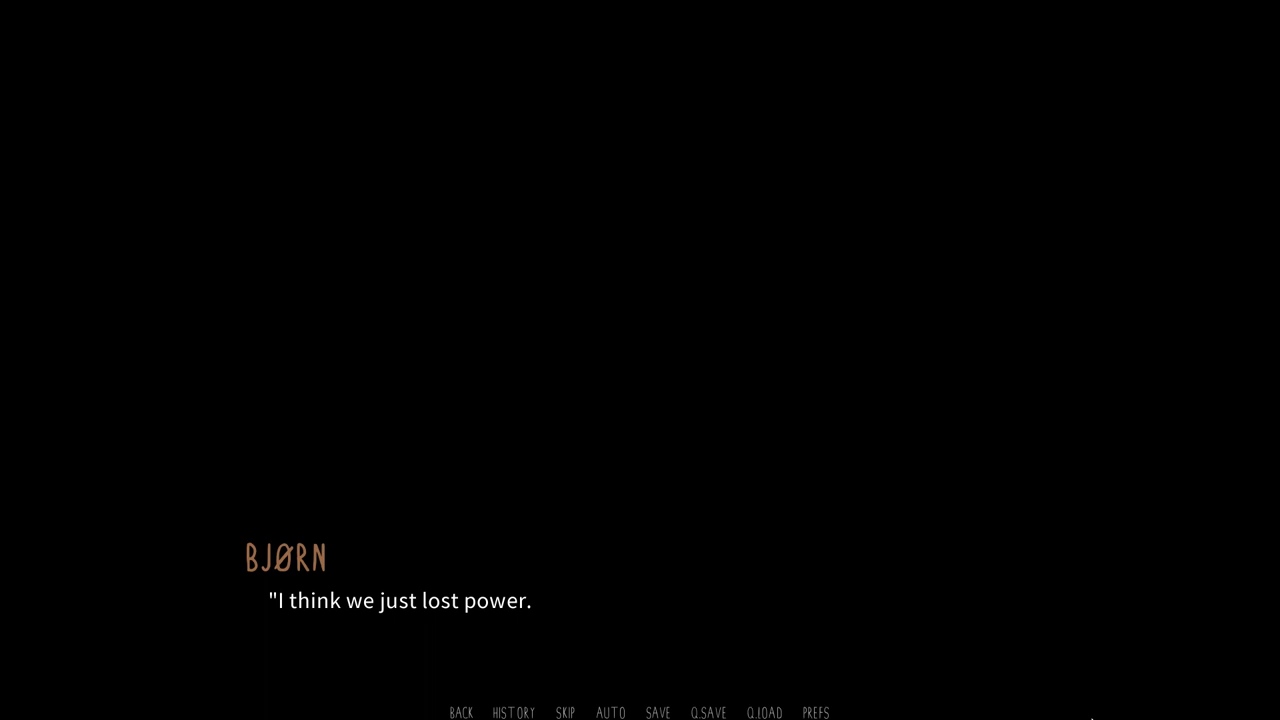 BJØRN
"I think we just lost power.
BACK HISTORY SKIP AUTO SAVE Q.SAVE Q.LOAD PREFS